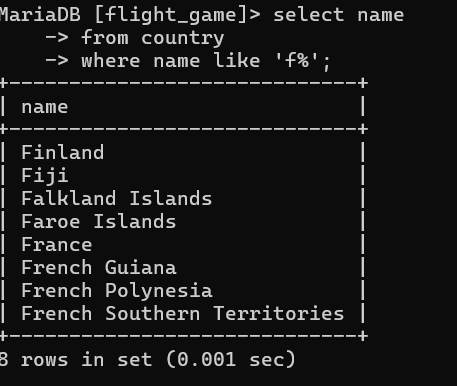 MariaDB [flight_game]> select name
    -> from country
    -> where name like 'f%';
+-----------------------------+
| name                        |
+-----------------------------+
| Finland                     |
| Fiji                        |
| Falkland Islands            |
| Faroe Islands               |
| France                      |
| French Guiana               |
| French Polynesia            |
| French Southern Territories |
+-----------------------------+
8 rows in set (0.001 sec)